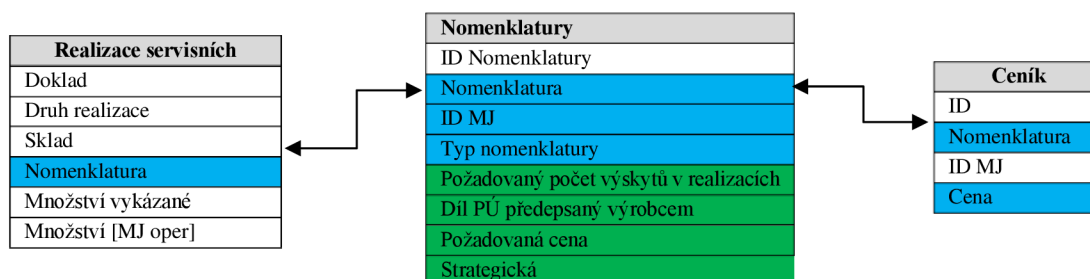 Realizace servisních
Doklad
Druh realizace
Sklad
Nomenklatura
Množství vykázané
Množství [MJ oper]
Nomenklatury
ID Nomenklatury
Nomenklatura
ID MJ
Typ nomenklatury
Požadovaný počet výskytů v realizacích
Díl PÚ předepsaný výrobcem
Požadovaná cena
Strategická
Ceník
ID
Nomenklatura
ID MJ
Cena